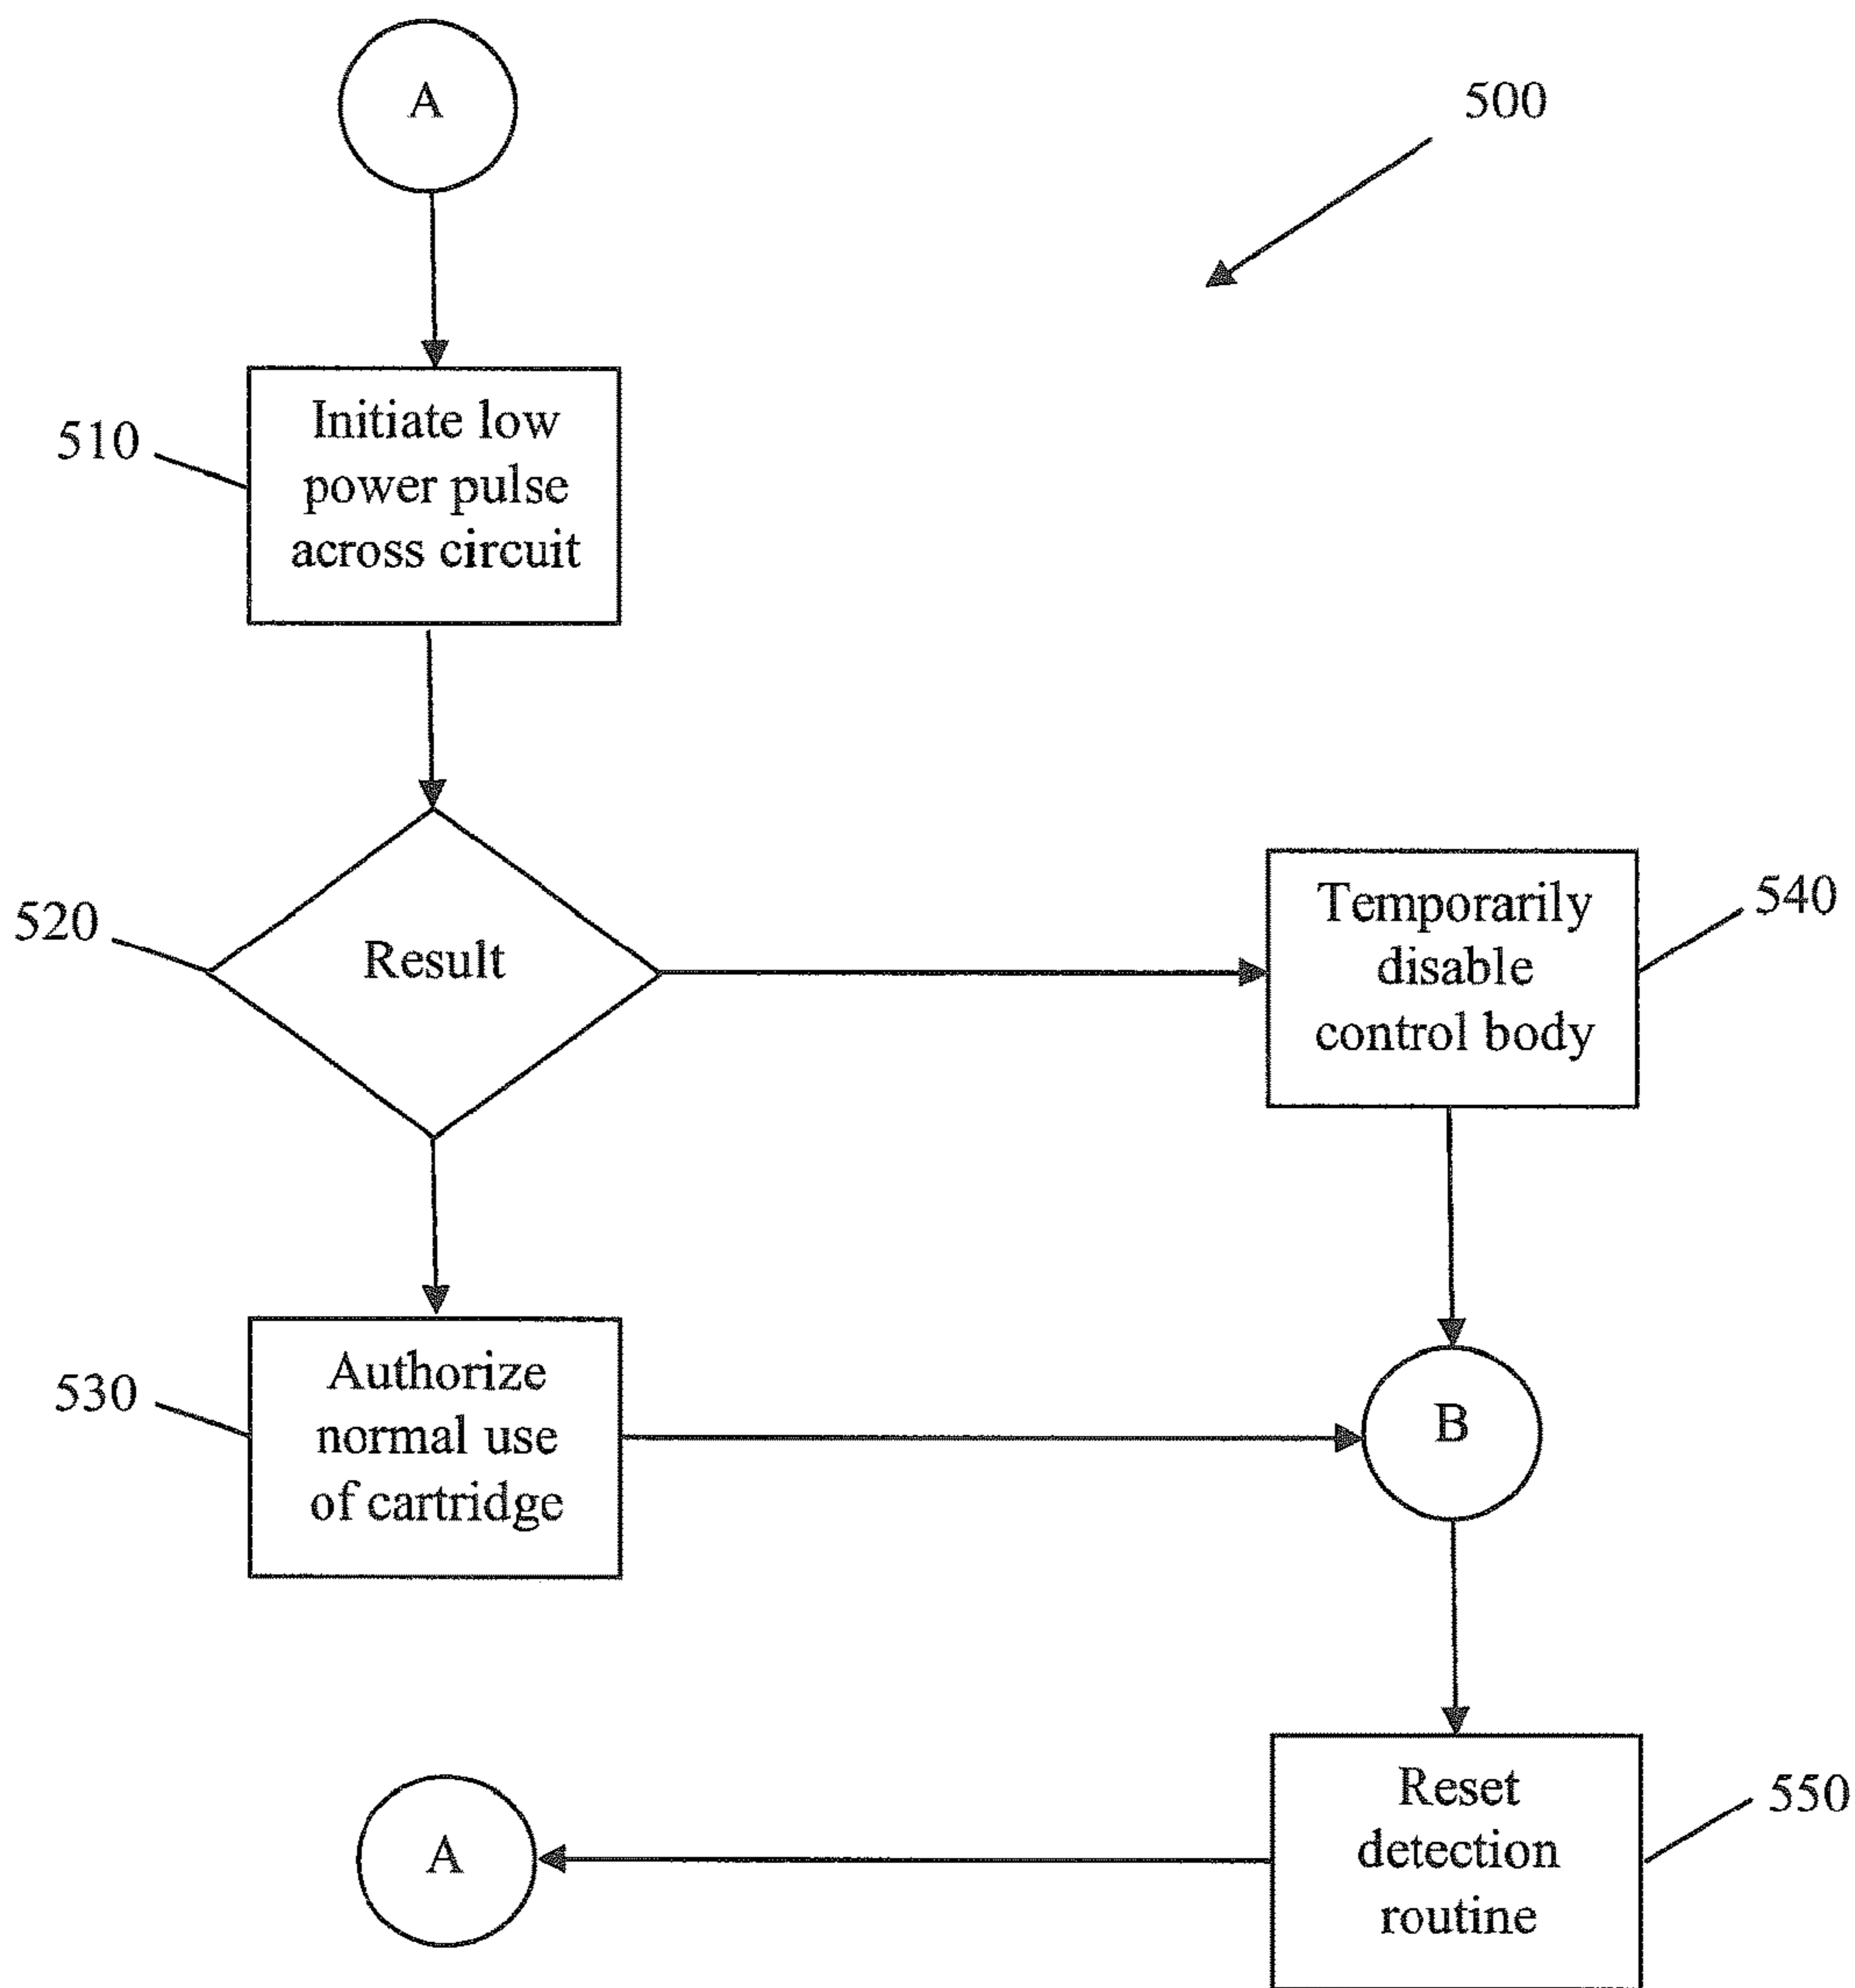 A
500
510
Initiate low
power pulse
across circuit
520
Result
540
Temporarily
disable
control body
530
Authorize
normal use
of cartridge
B
A
550
Reset
detection
routine